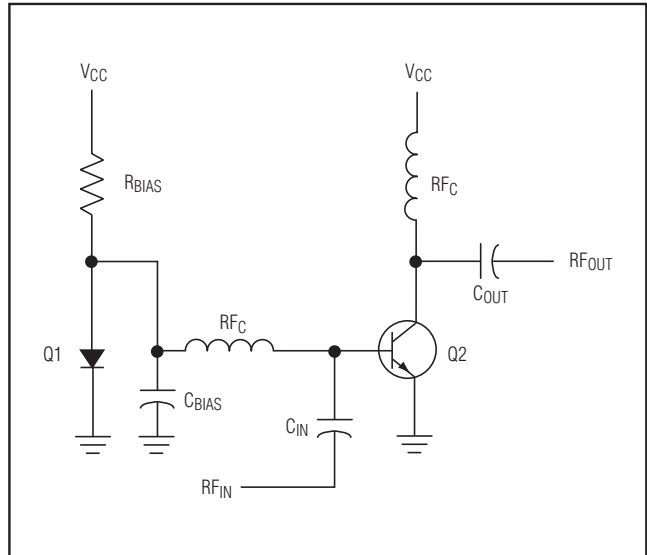 VCC
VCC
RBIAS
RFC
RFOUT
COUT
RFC
Q1
Q2
CBIAS
CIN
RFIN